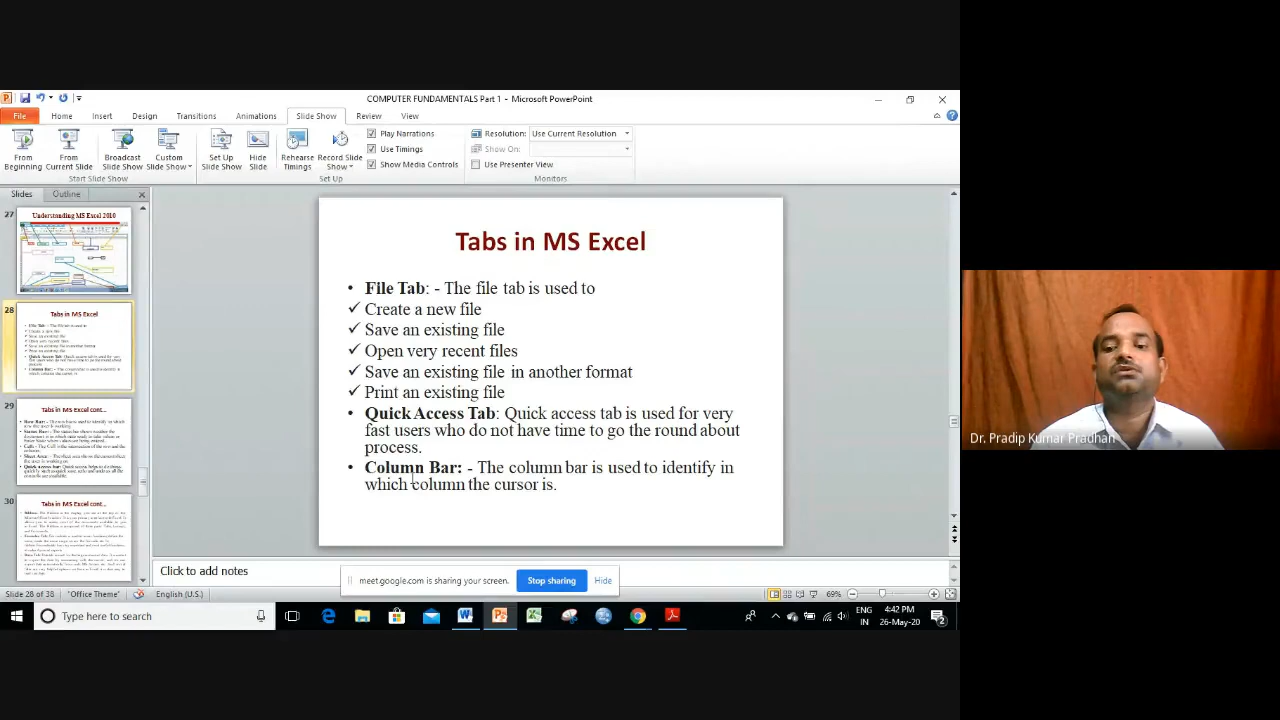 COMPUTER FUNDAMENTALS Part 1 - Microsoft PowerPoint
File Home Insert Design Transitions Animations Slide Show Review View
From Beginning
From Current Slide
Broadcast Slide Show
Custom Slide Show
Set Up Slide Show
Hide Slide
Rehearse Timings
Record Slide Show
Play Narrations
Use Timings
Show Media Controls
Resolution: Use Current Resolution
Show On:
Use Presenter View
Start Slide Show
Set Up
Monitors
Slides Outline
27
Understanding MS Excel 2010
28
Tabs in MS Excel
29
Tabs in MS Excel cont...
30
Tabs in MS Excel cont...
Tabs in MS Excel
• File Tab: - The file tab is used to
✓ Create a new file
✓ Save an existing file
✓ Open very recent files
✓ Save an existing file in another format
✓ Print an existing file
• Quick Access Tab: Quick access tab is used for very
fast users who do not have time to go the round about
process.
• Column Bar: - The column bar is used to identify in
which column the cursor is.
Click to add notes
meet.google.com is sharing your screen. Stop sharing Hide
Slide 28 of 38 "Office Theme" English (U.S.) 69%
Type here to search
ENG
IN
4:42 PM
26-May-20
2
Dr. Pradip Kumar Pradhan